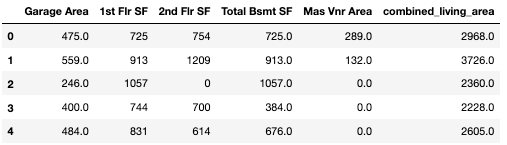 Garage Area 1st Flr SF 2nd Flr SF Total Bsmt SF Mas Vnr Area combined_living_area
0 475.0 725 754 725.0 289.0 2968.0
1 559.0 913 1209 913.0 132.0 3726.0
2 246.0 1057 0 1057.0 0.0 2360.0
3 400.0 744 700 384.0 0.0 2228.0
4 484.0 831 614 676.0 0.0 2605.0